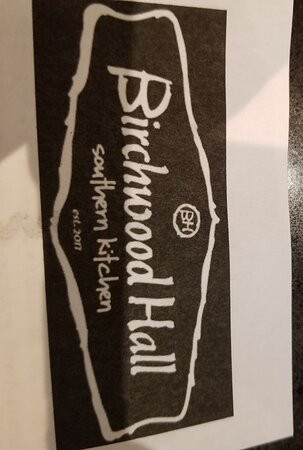 BH
Birchwood Hall
southern kitchen
est. 2017